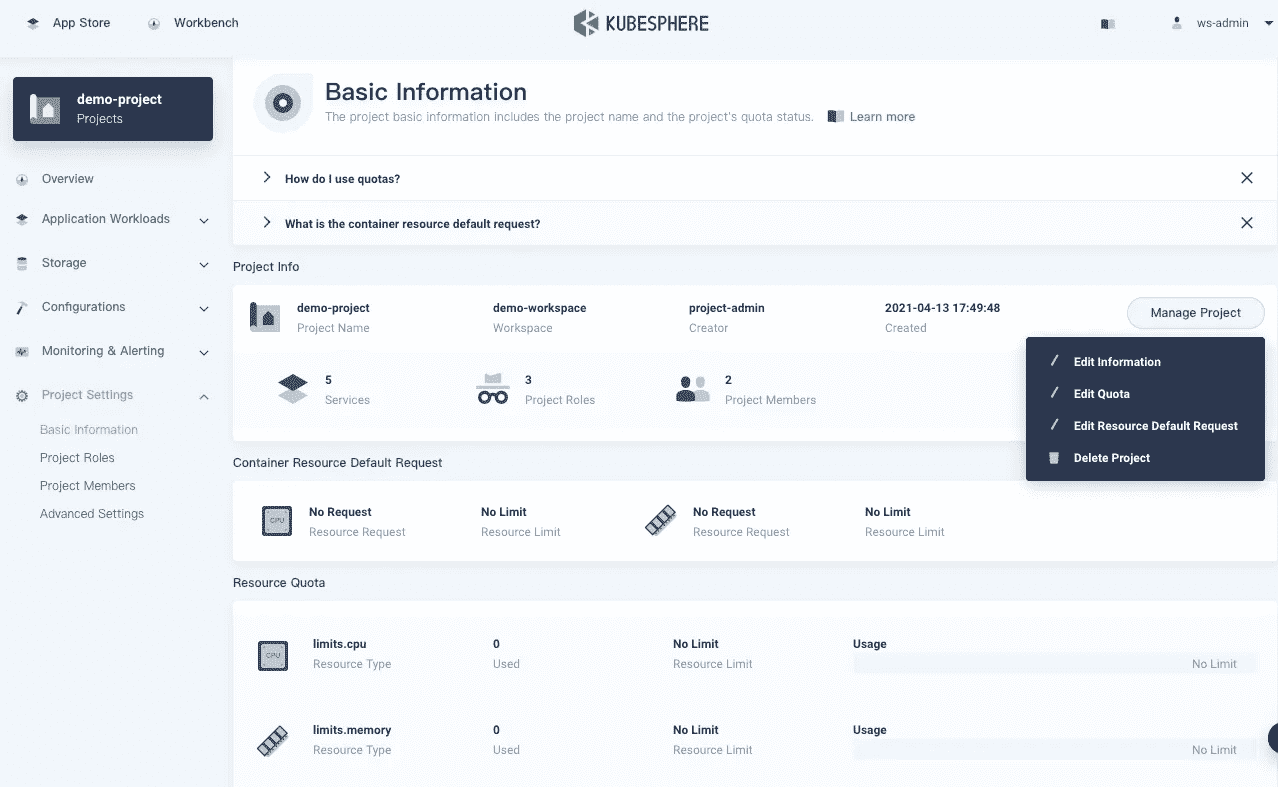 App Store
Workbench
KUBESPHERE
ws-admin
demo-project
Projects
Overview
Application Workloads
Storage
Configurations
Monitoring & Alerting
Project Settings
Basic Information
Project Roles
Project Members
Advanced Settings
Basic Information
The project basic information includes the project name and the project's quota status. Learn more
How do I use quotas?
What is the container resource default request?
Project Info
demo-project demo-workspace project-admin 2021-04-13 17:49:48
Project Name Workspace Creator Created
Manage Project
Edit Information
Edit Quota
Edit Resource Default Request
Delete Project
5 3 2
Services Project Roles Project Members
Container Resource Default Request
CPU
No Request No Limit No Request No Limit
Resource Request Resource Limit Resource Request Resource Limit
Resource Quota
CPU
limits.cpu 0 No Limit Usage
Resource Type Used Resource Limit No Limit
limits.memory 0 No Limit Usage
Resource Type Used Resource Limit No Limit